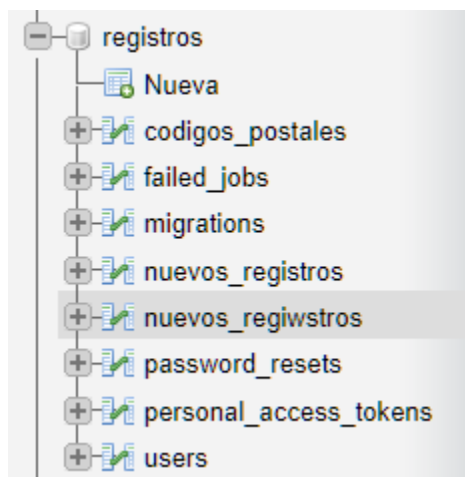 registros
Nueva
codigos_postales
failed_jobs
migrations
nuevos_registros
nuevos_regiwstros
password_resets
personal_access_tokens
users